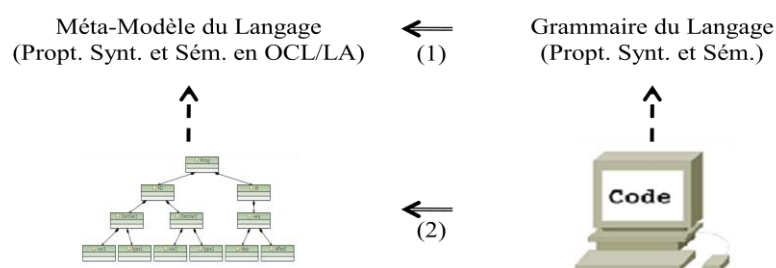 Méta-Modèle du Langage
(Propt. Synt. et Sém. en OCL/LA)
(1)
Grammaire du Langage
(Propt. Synt. et Sém.)
Code
(2)